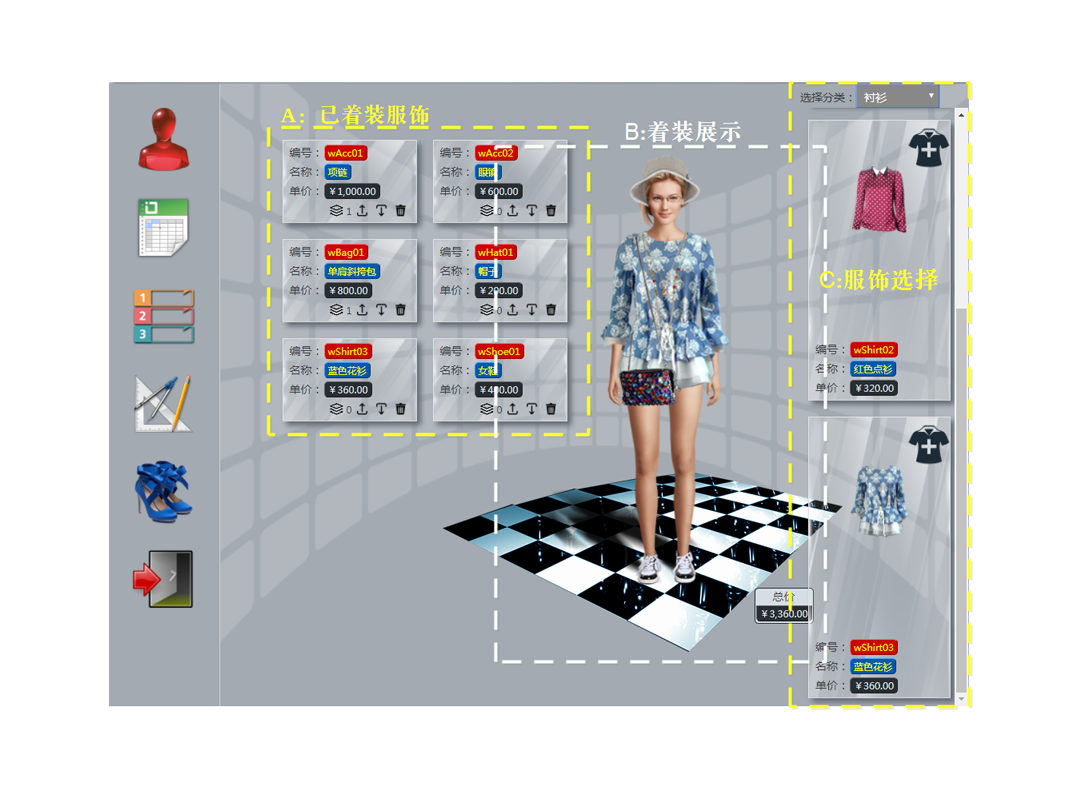 选择分类： 衬衫
A：已着装服饰
B:着装展示
编号： wAcc01
名称： 项链
单价： ￥1,000.00
1
编号： wAcc02
名称： 眼镜
单价： ￥600.00
0
编号： wBag01
名称： 单肩斜挎包
单价： ￥800.00
1
编号： wHat01
名称： 帽子
单价： ￥200.00
0
编号： wShirt03
名称： 蓝色花衫
单价： ￥360.00
0
编号： wShoe01
名称： 女鞋
单价： ￥400.00
0
1
2
3
总价
￥3,360.00
C:服饰选择
编号： wShirt02
名称： 红色点衫
单价： ￥320.00
编号： wShirt03
名称： 蓝色花衫
单价： ￥360.00